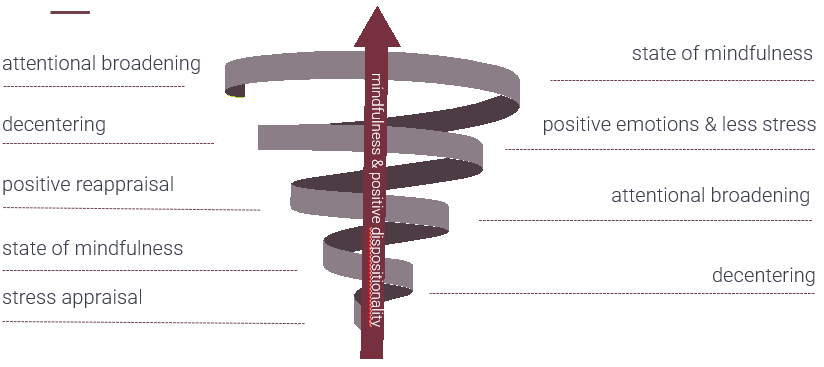 attentional broadening
decentering
positive reappraisal
state of mindfulness
stress appraisal
mindfulness & positive dispositionality
state of mindfulness
positive emotions & less stress
attentional broadening
decentering